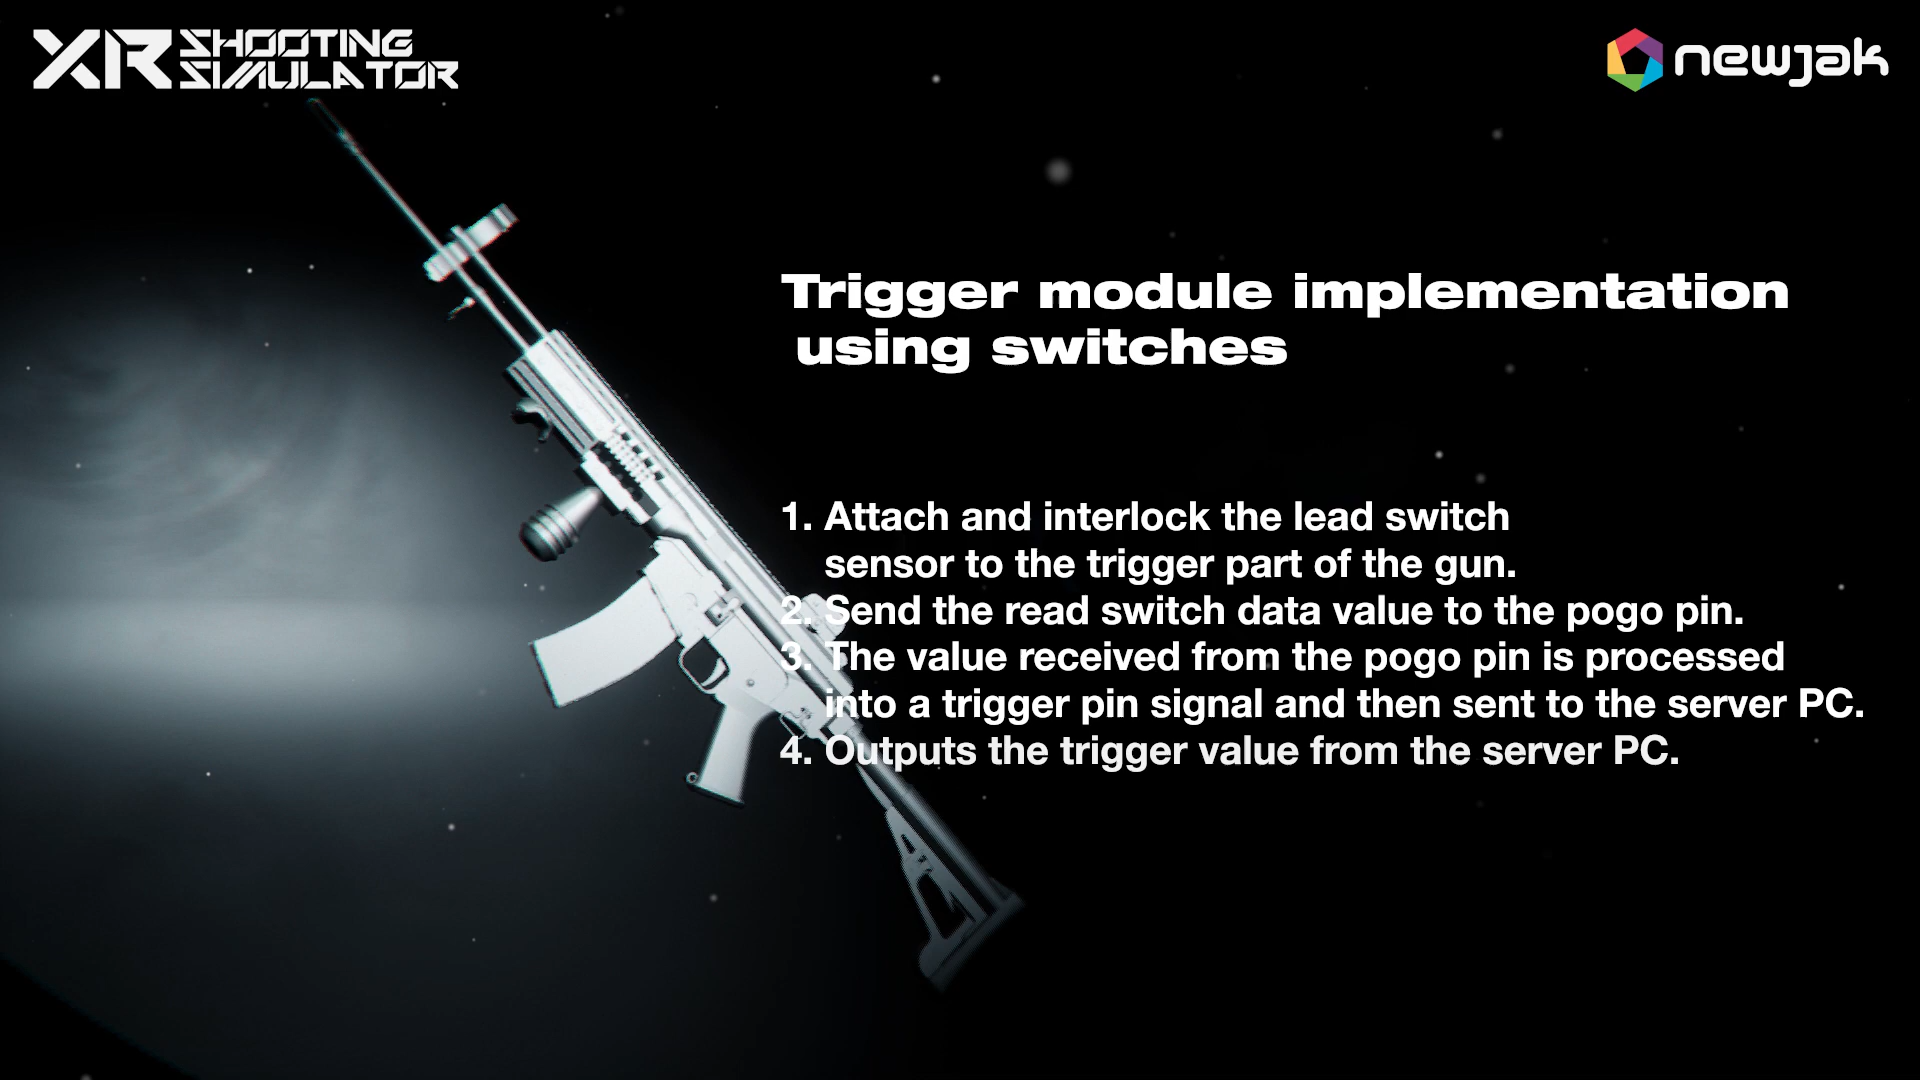 XR SHOOTING SIMULATOR
newjak
Trigger module implementation
using switches
1. Attach and interlock the lead switch
sensor to the trigger part of the gun.
2. Send the read switch data value to the pogo pin.
3. The value received from the pogo pin is processed
into a trigger pin signal and then sent to the server PC.
4. Outputs the trigger value from the server PC.